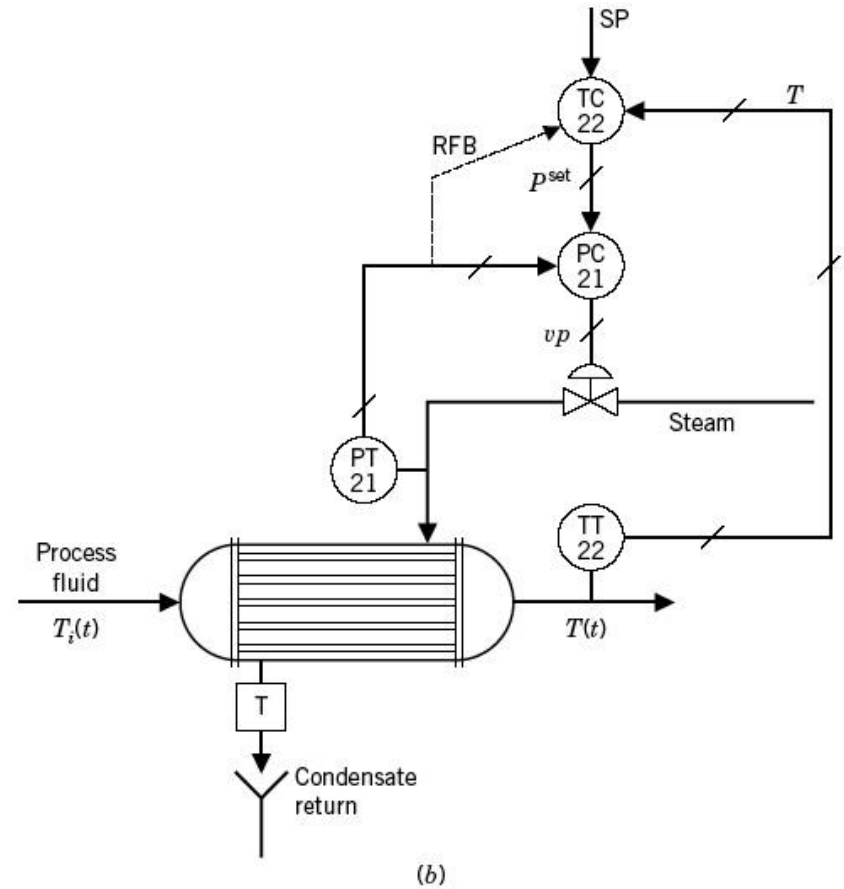 SP
TC
22
T
RFB
P^set
PC
21
vp
Steam
PT
21
TT
22
Process
fluid
T_i(t)
T(t)
T
Condensate
return
(b)